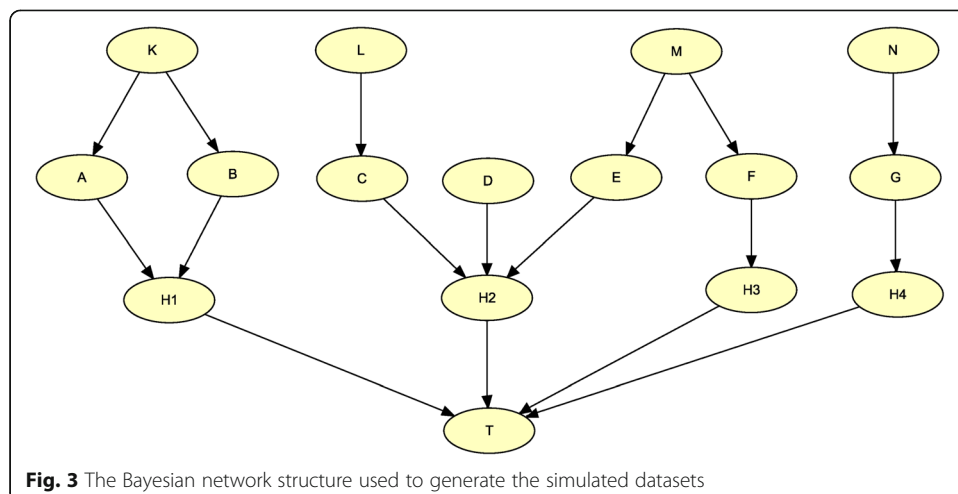 K
L
M
N
A
B
C
D
E
F
G
H1
H2
H3
H4
T
Fig. 3 The Bayesian network structure used to generate the simulated datasets